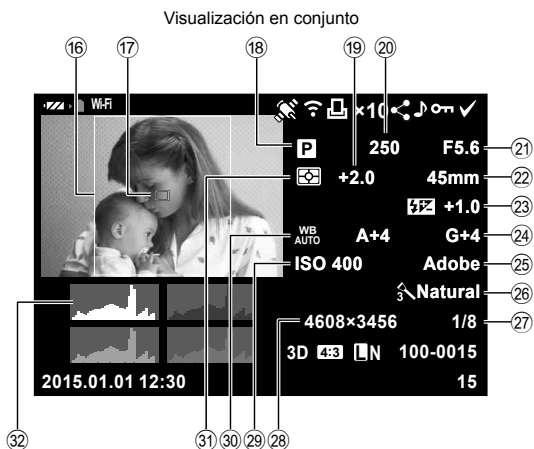 Visualización en conjunto
⑯ ⑰ ⑱ ⑲ ⑳
Wi-Fi ×10
P 250 F5.6 ㉑
+2.0 45mm ㉒
+1.0 ㉓
WB AUTO A+4 G+4 ㉔
ISO 400 Adobe ㉕
3 Natural ㉖
4608×3456 1/8 ㉗
3D 4:3 LN 100-0015
2015.01.01 12:30 15
㉜ ㉛ ㉚ ㉙ ㉘